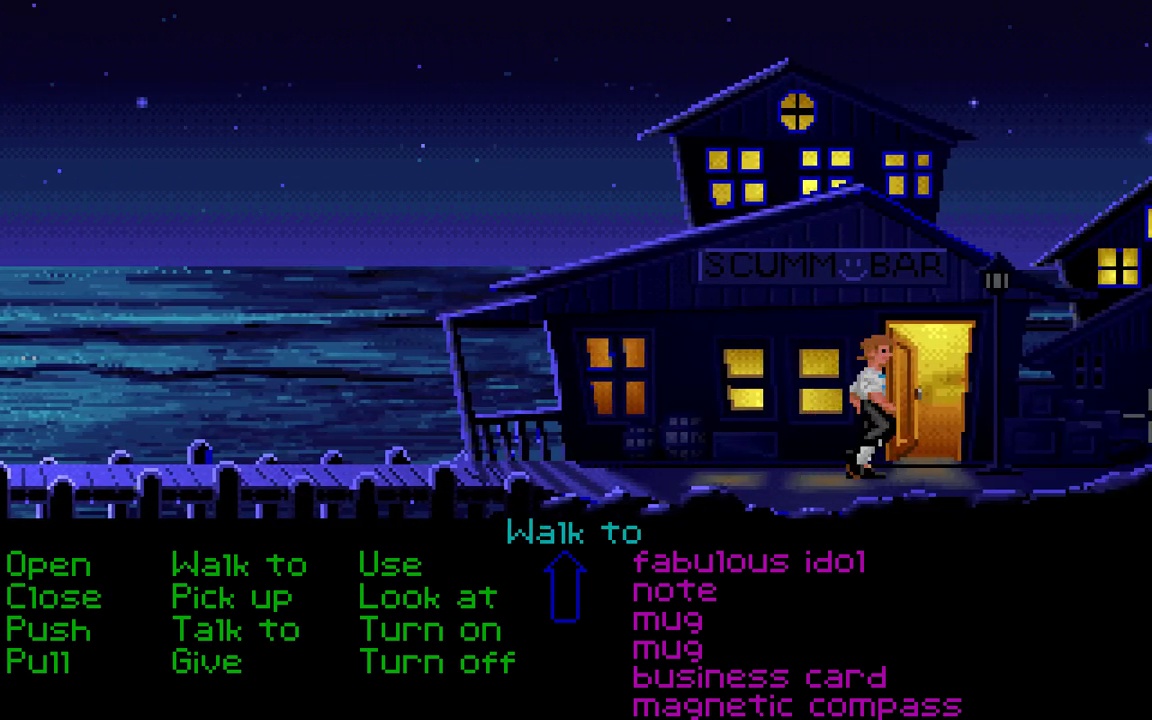 SCUMM BAR
Walk to
Open Walk to Use
Close Pick up Look at
Push Talk to Turn on
Pull Give Turn off
fabulous idol
note
mug
mug
business card
magnetic compass